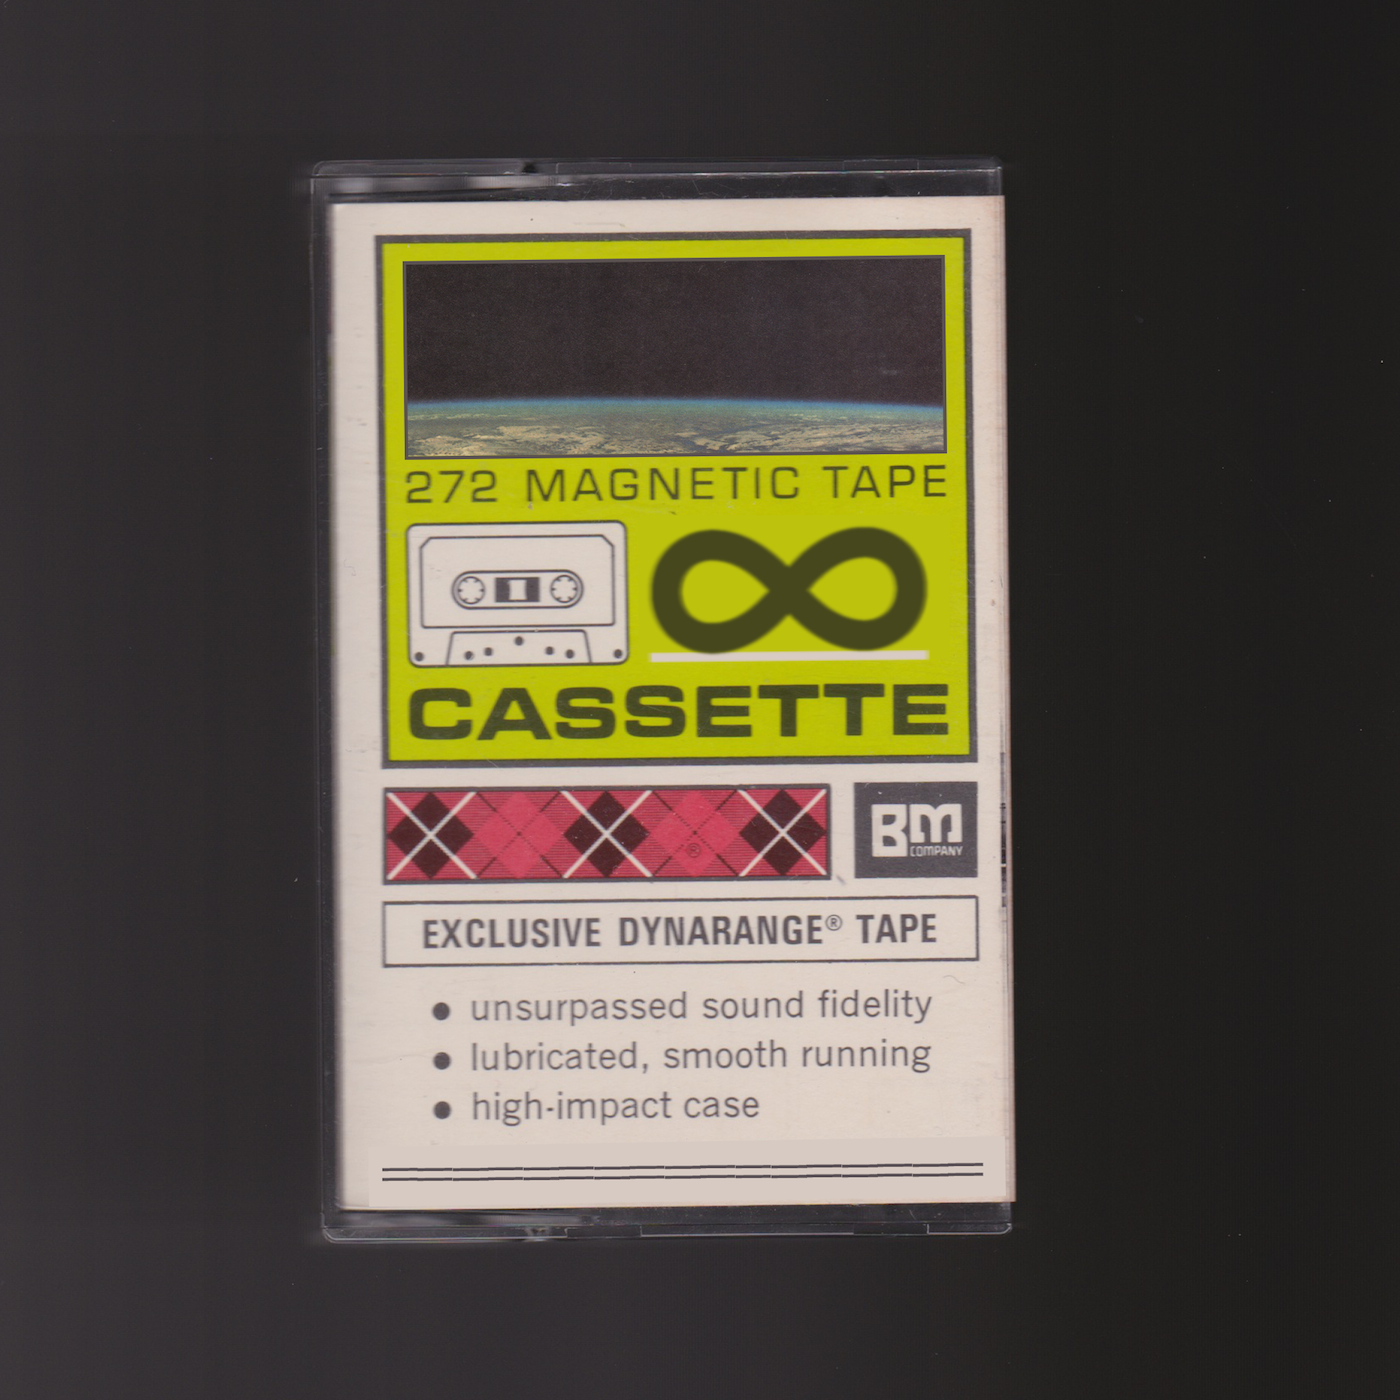 272 MAGNETIC TAPE
∞
CASSETTE
®
BM
COMPANY
EXCLUSIVE DYNARANGE® TAPE
• unsurpassed sound fidelity
• lubricated, smooth running
• high-impact case